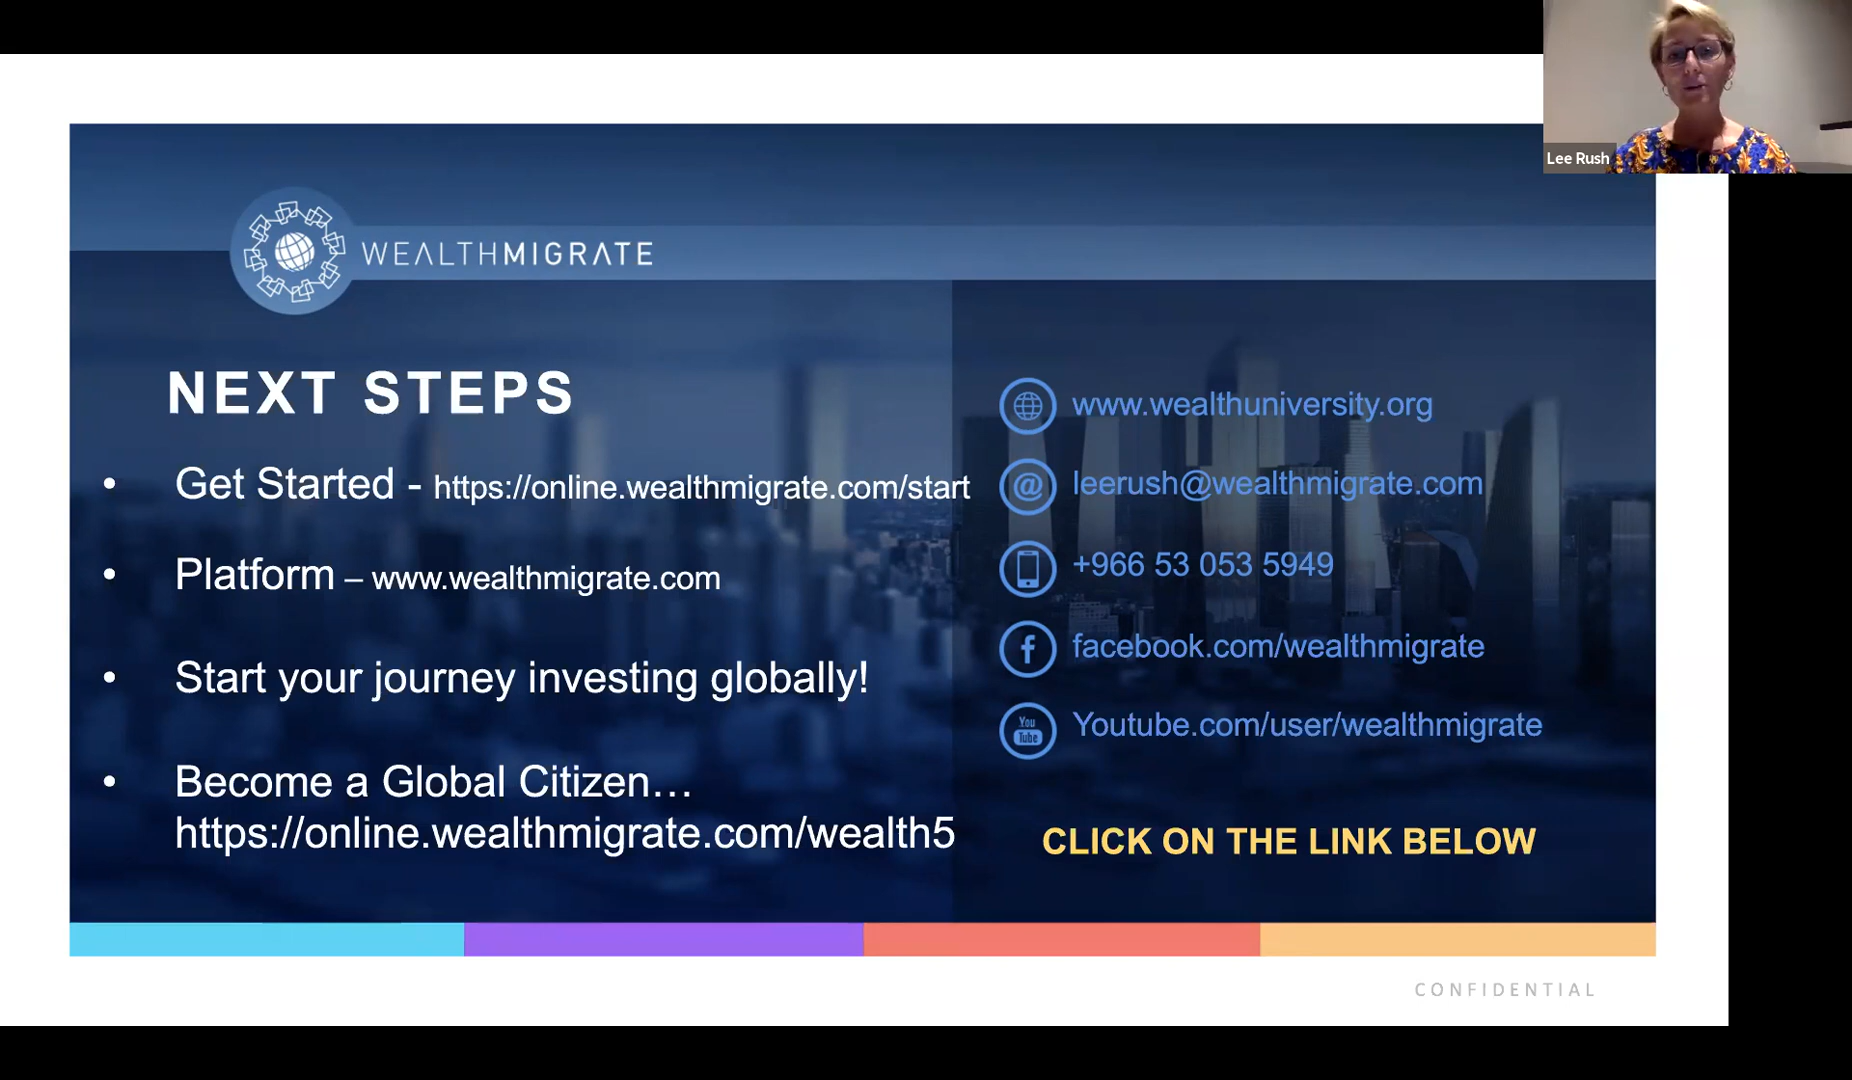 Lee Rush
WEALTHMIGRATE
NEXT STEPS
• Get Started - https://online.wealthmigrate.com/start
• Platform – www.wealthmigrate.com
• Start your journey investing globally!
• Become a Global Citizen…
https://online.wealthmigrate.com/wealth5
www.wealthuniversity.org
@ leerush@wealthmigrate.com
+966 53 053 5949
f facebook.com/wealthmigrate
You
Tube
Youtube.com/user/wealthmigrate
CLICK ON THE LINK BELOW
CONFIDENTIAL